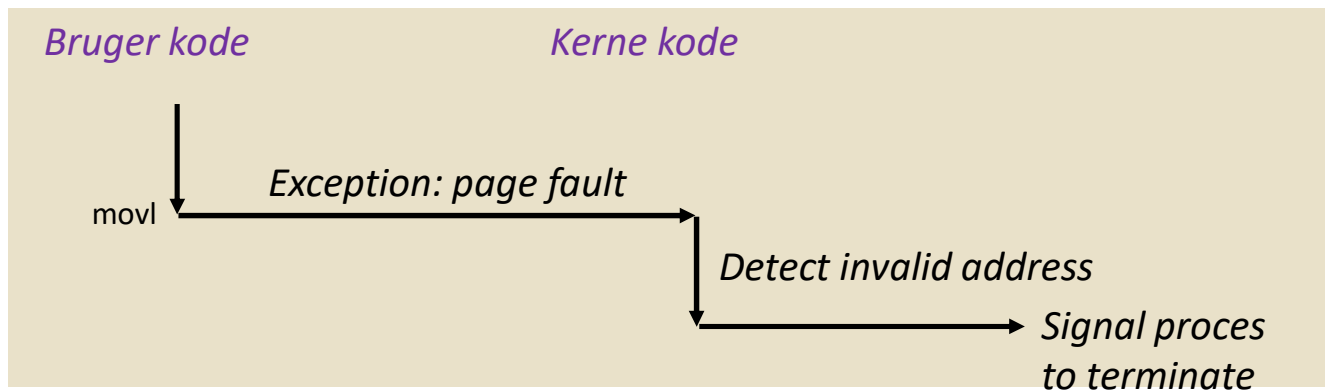 Bruger kode
Kerne kode
Exception: page fault
movl
Detect invalid address
Signal proces
to terminate